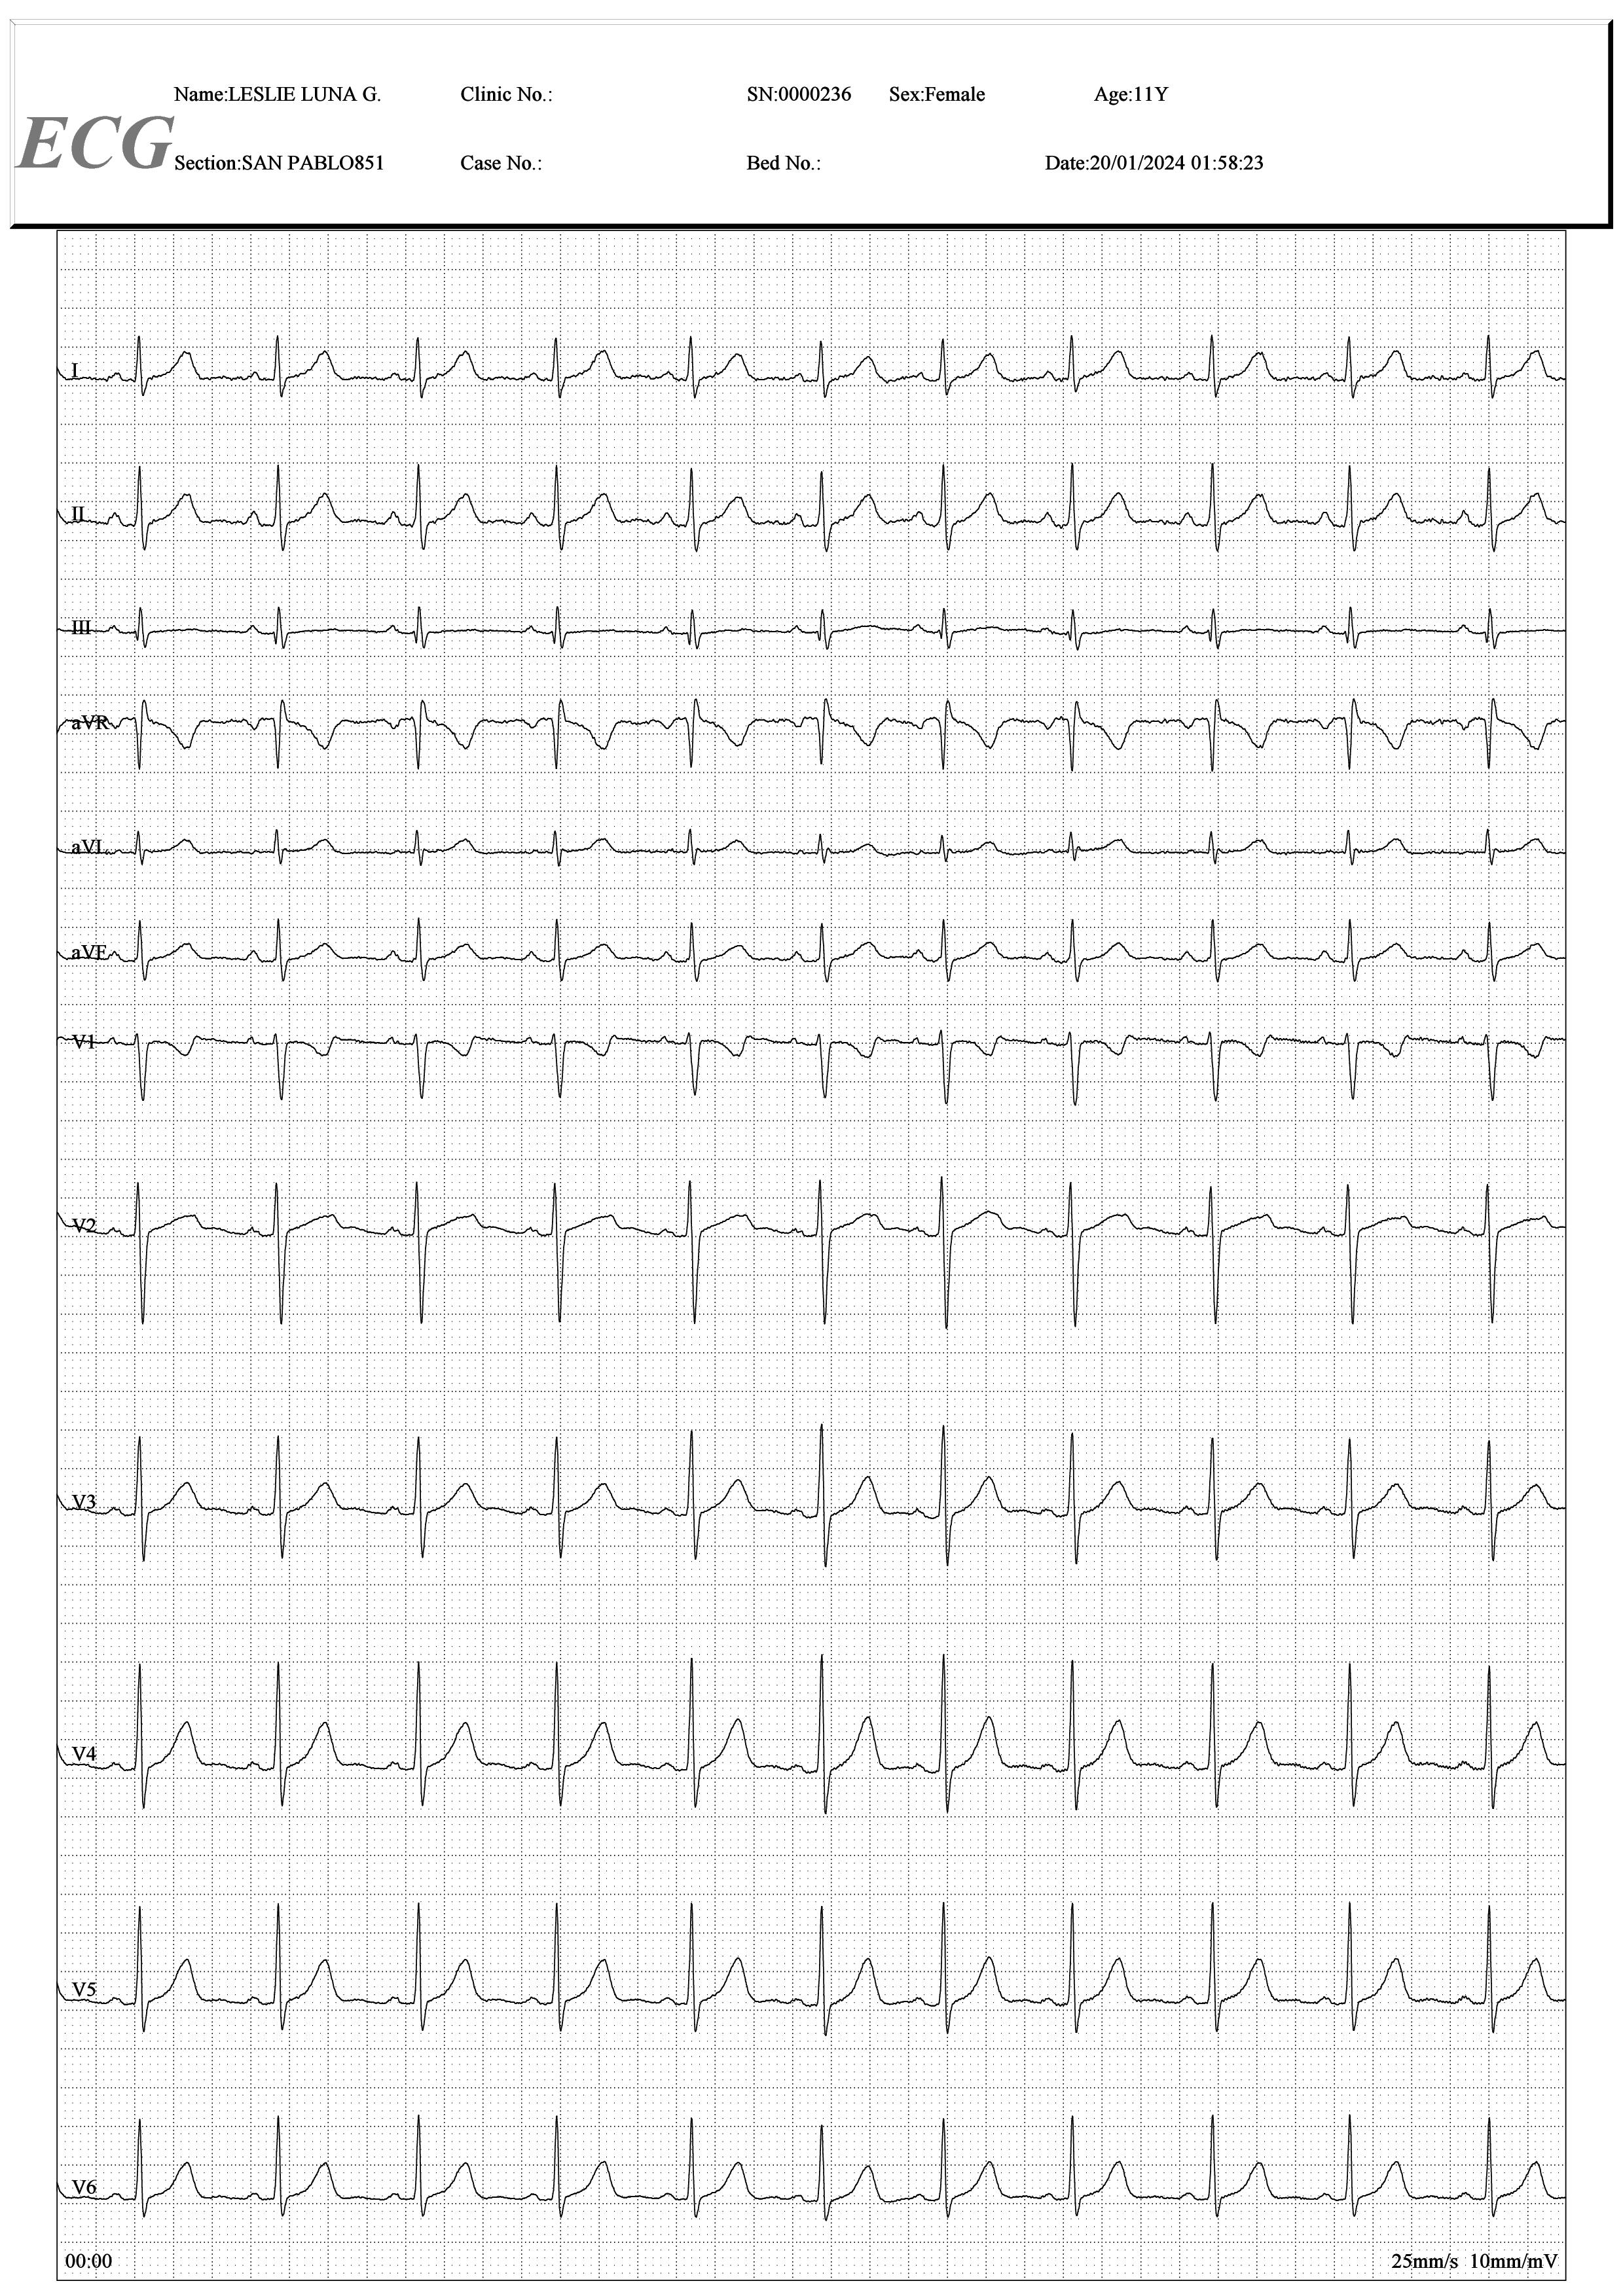 Name:LESLIE LUNA G. Clinic No.: SN:0000236 Sex:Female Age:11Y
ECG
Section:SAN PABLO851 Case No.: Bed No.: Date:20/01/2024 01:58:23
I
II
III
aVR
aVL
aVF
V1
V2
V3
V4
V5
V6
00:00 25mm/s 10mm/mV